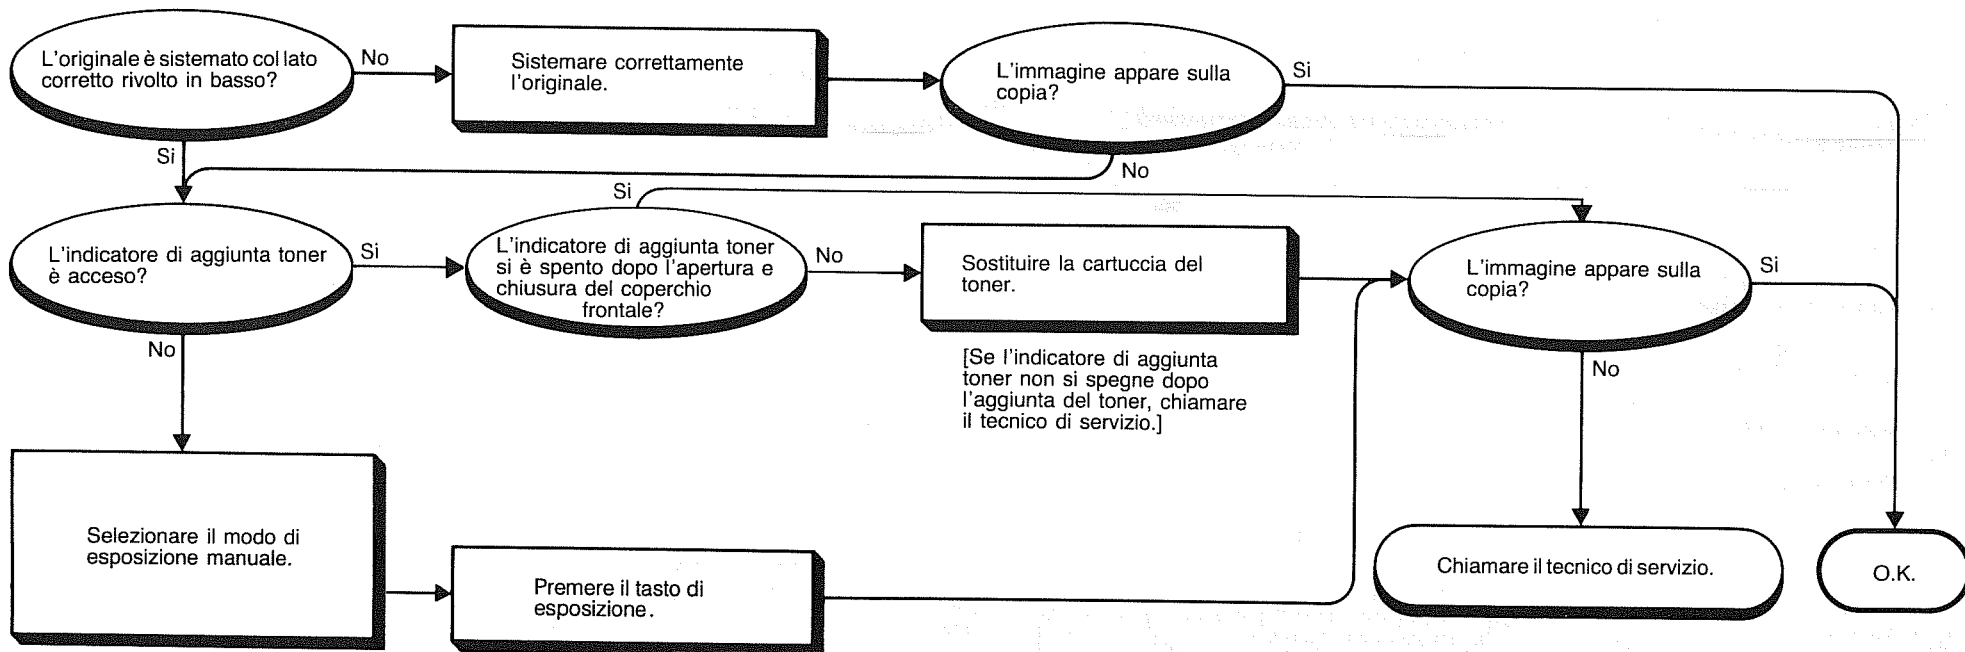 L'originale è sistemato col lato
corretto rivolto in basso?
No
Sistemare correttamente
l'originale.
L'immagine appare sulla
copia?
Si
Si
No
L'indicatore di aggiunta toner
è acceso?
Si
Si
L'indicatore di aggiunta toner
si è spento dopo l'apertura e
chiusura del coperchio
frontale?
No
Sostituire la cartuccia del
toner.
[Se l'indicatore di aggiunta
toner non si spegne dopo
l'aggiunta del toner, chiamare
il tecnico di servizio.]
L'immagine appare sulla
copia?
Si
No
No
Selezionare il modo di
esposizione manuale.
Premere il tasto di
esposizione.
Chiamare il tecnico di servizio.
O.K.